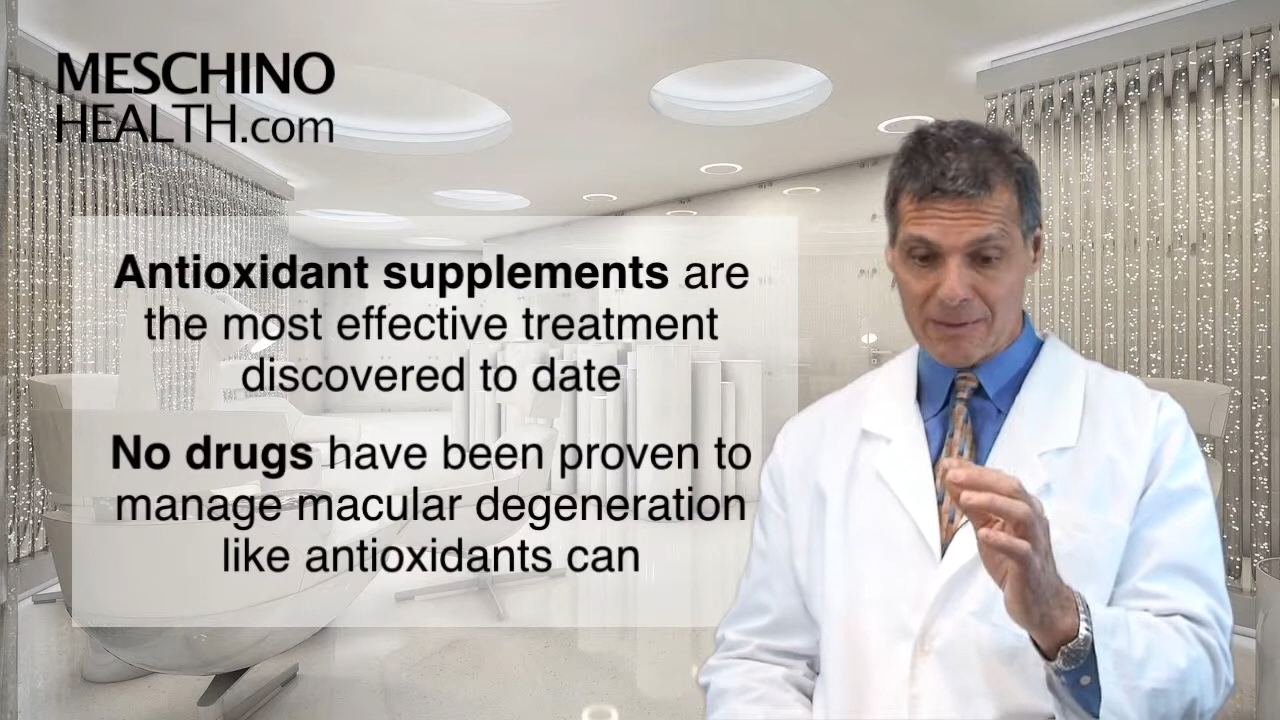 MESCHINO
HEALTH.com
Antioxidant supplements are
the most effective treatment
discovered to date
No drugs have been proven to
manage macular degeneration
like antioxidants can